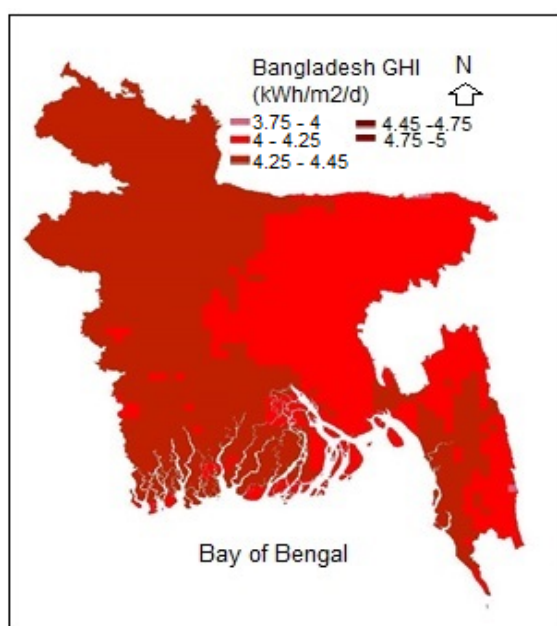 Bangladesh GHI
(kWh/m2/d)
N
3.75 - 4
4 - 4.25
4.25 - 4.45
4.45 -4.75
4.75 -5
Bay of Bengal